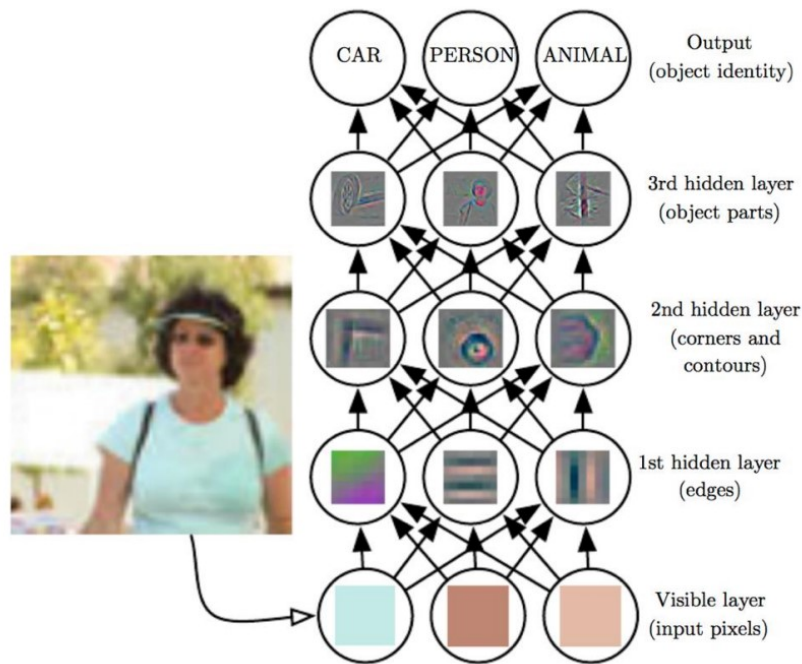 CAR PERSON ANIMAL
Output
(object identity)
3rd hidden layer
(object parts)
2nd hidden layer
(corners and
contours)
1st hidden layer
(edges)
Visible layer
(input pixels)